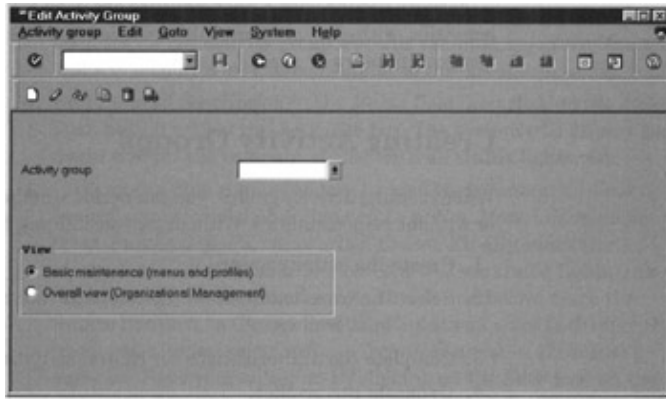 Edit Activity Group
Activity group Edit Goto View System Help
Activity group
View
Basic maintenance (menus and profiles)
Overall view (Organizational Management)